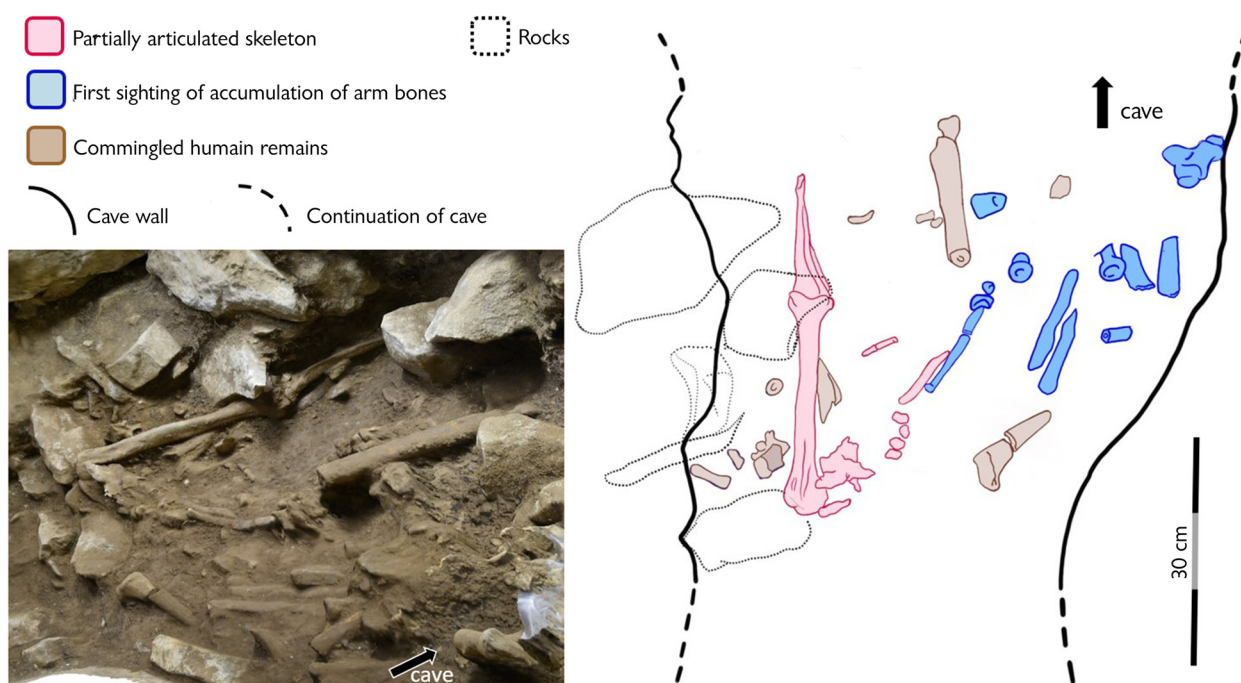 Partially articulated skeleton
Rocks
First sighting of accumulation of arm bones
Commingled humain remains
Cave wall
Continuation of cave
cave
cave
30 cm